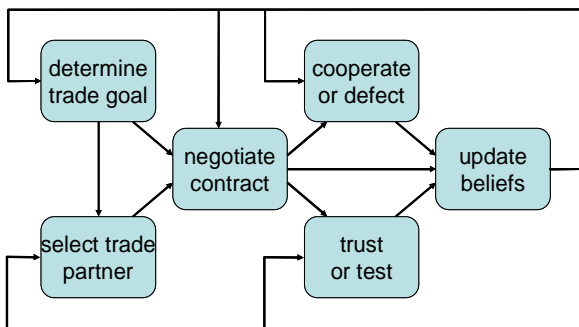 determine
trade goal
cooperate
or defect
negotiate
contract
update
beliefs
select trade
partner
trust
or test